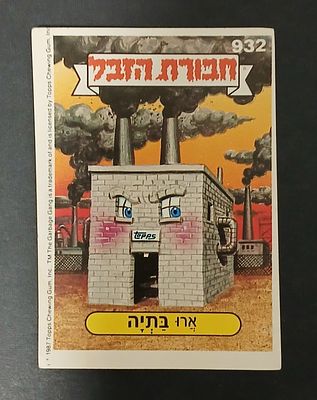 932
חבורת הזבל
TOPPS
אֲרוּ בַּתְיָה
* 1987 Topps Chewing Gum, Inc. TM The Garbage Gang is a trademark of and is licensed by Topps Chewing Gum, Inc.